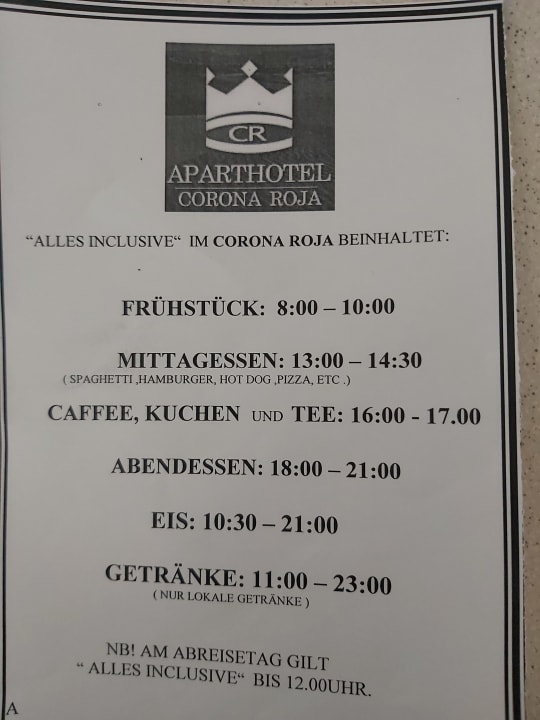 CR
APARTHOTEL
CORONA ROJA
"ALLES INCLUSIVE“ IM CORONA ROJA BEINHALTET:
FRÜHSTÜCK: 8:00 – 10:00
MITTAGESSEN: 13:00 – 14:30
( SPAGHETTI ,HAMBURGER, HOT DOG ,PIZZA, ETC .)
CAFFEE, KUCHEN UND TEE: 16:00 - 17.00
ABENDESSEN: 18:00 – 21:00
EIS: 10:30 – 21:00
GETRÄNKE: 11:00 – 23:00
( NUR LOKALE GETRÄNKE )
NB! AM ABREISETAG GILT
“ ALLES INCLUSIVE“ BIS 12.00UHR.
A